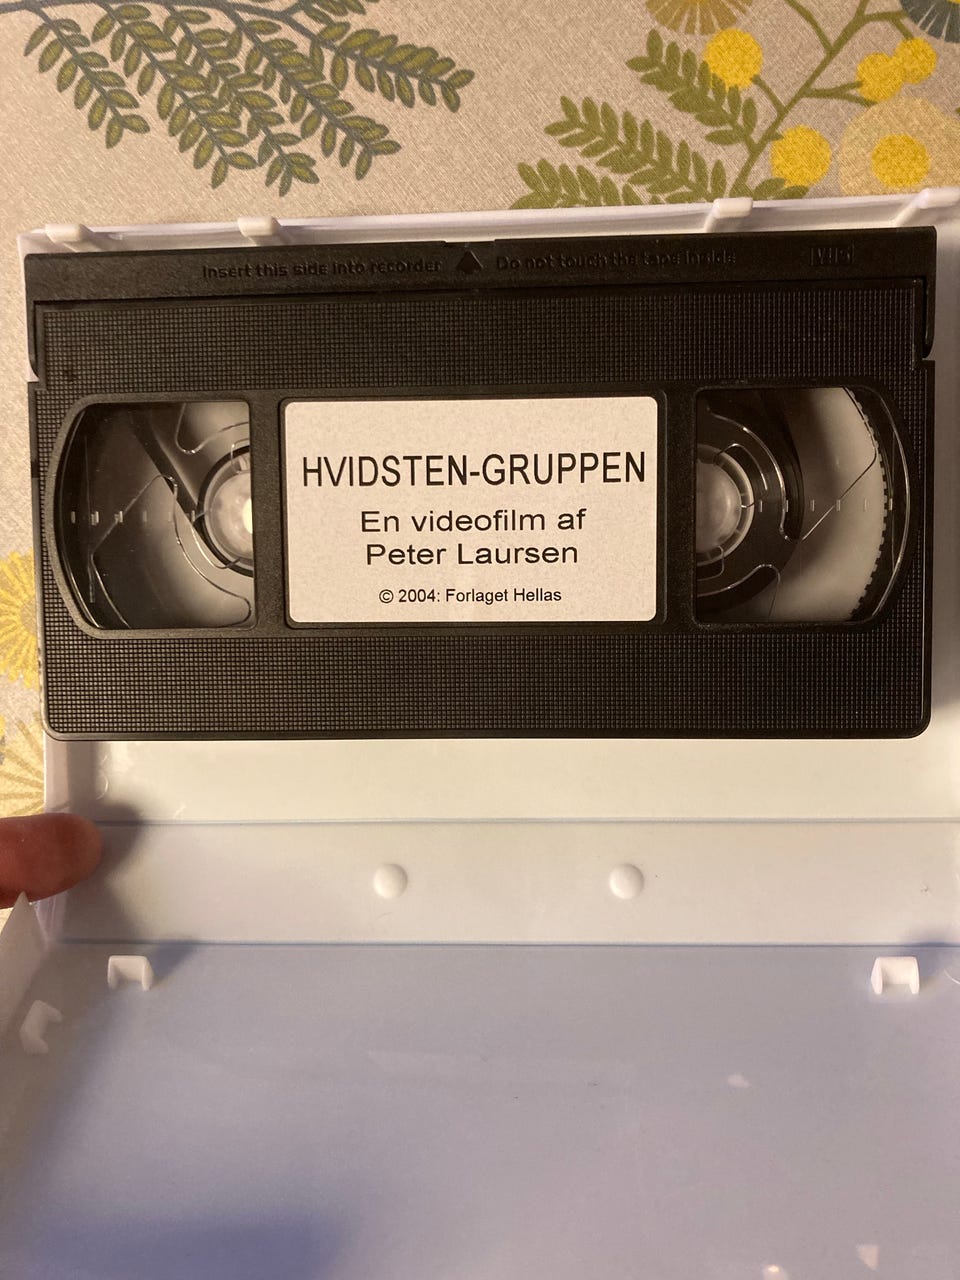 Insert this side into recorder Do not touch the tape inside VHS
HVIDSTEN-GRUPPEN
En videofilm af
Peter Laursen
© 2004: Forlaget Hellas